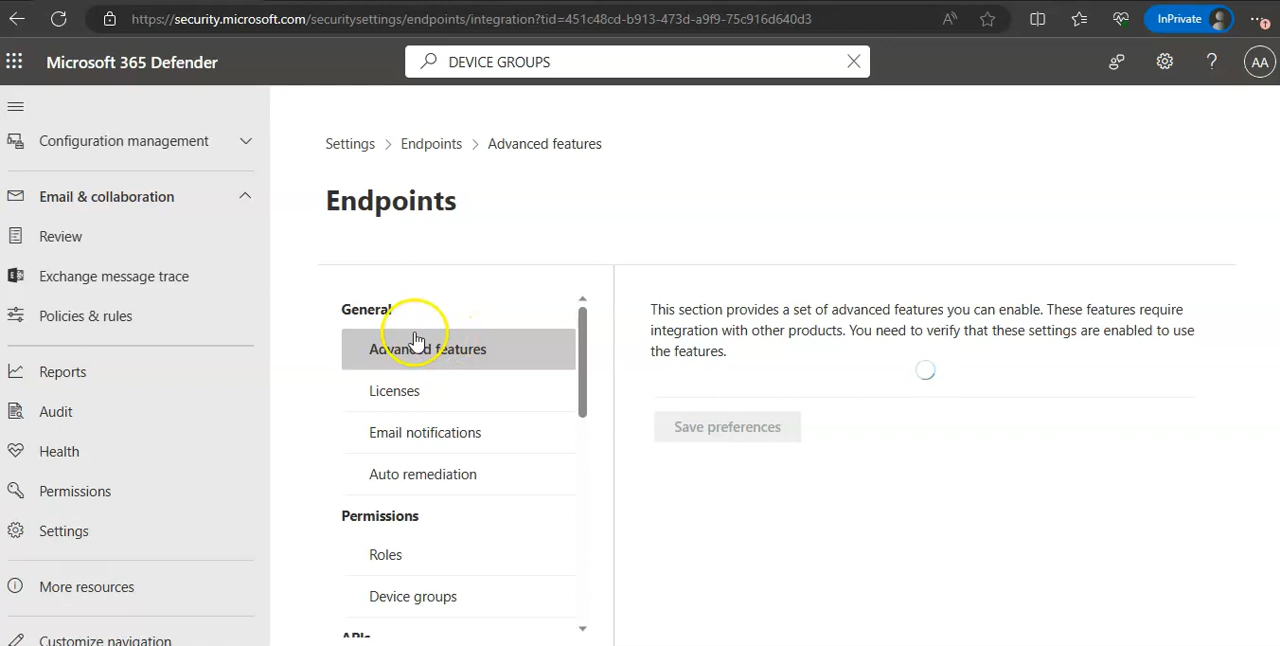 https://security.microsoft.com/securitysettings/endpoints/integration?tid=451c48cd-b913-473d-a9f9-75c916d640d3
A
InPrivate
1
Microsoft 365 Defender
DEVICE GROUPS
?
AA
Configuration management
Email & collaboration
Review
Exchange message trace
Policies & rules
Reports
Audit
Health
Permissions
Settings
More resources
Customize navigation
Settings > Endpoints > Advanced features
Endpoints
General
Advanced features
Licenses
Email notifications
Auto remediation
Permissions
Roles
Device groups
APIs
This section provides a set of advanced features you can enable. These features require
integration with other products. You need to verify that these settings are enabled to use
the features.
Save preferences